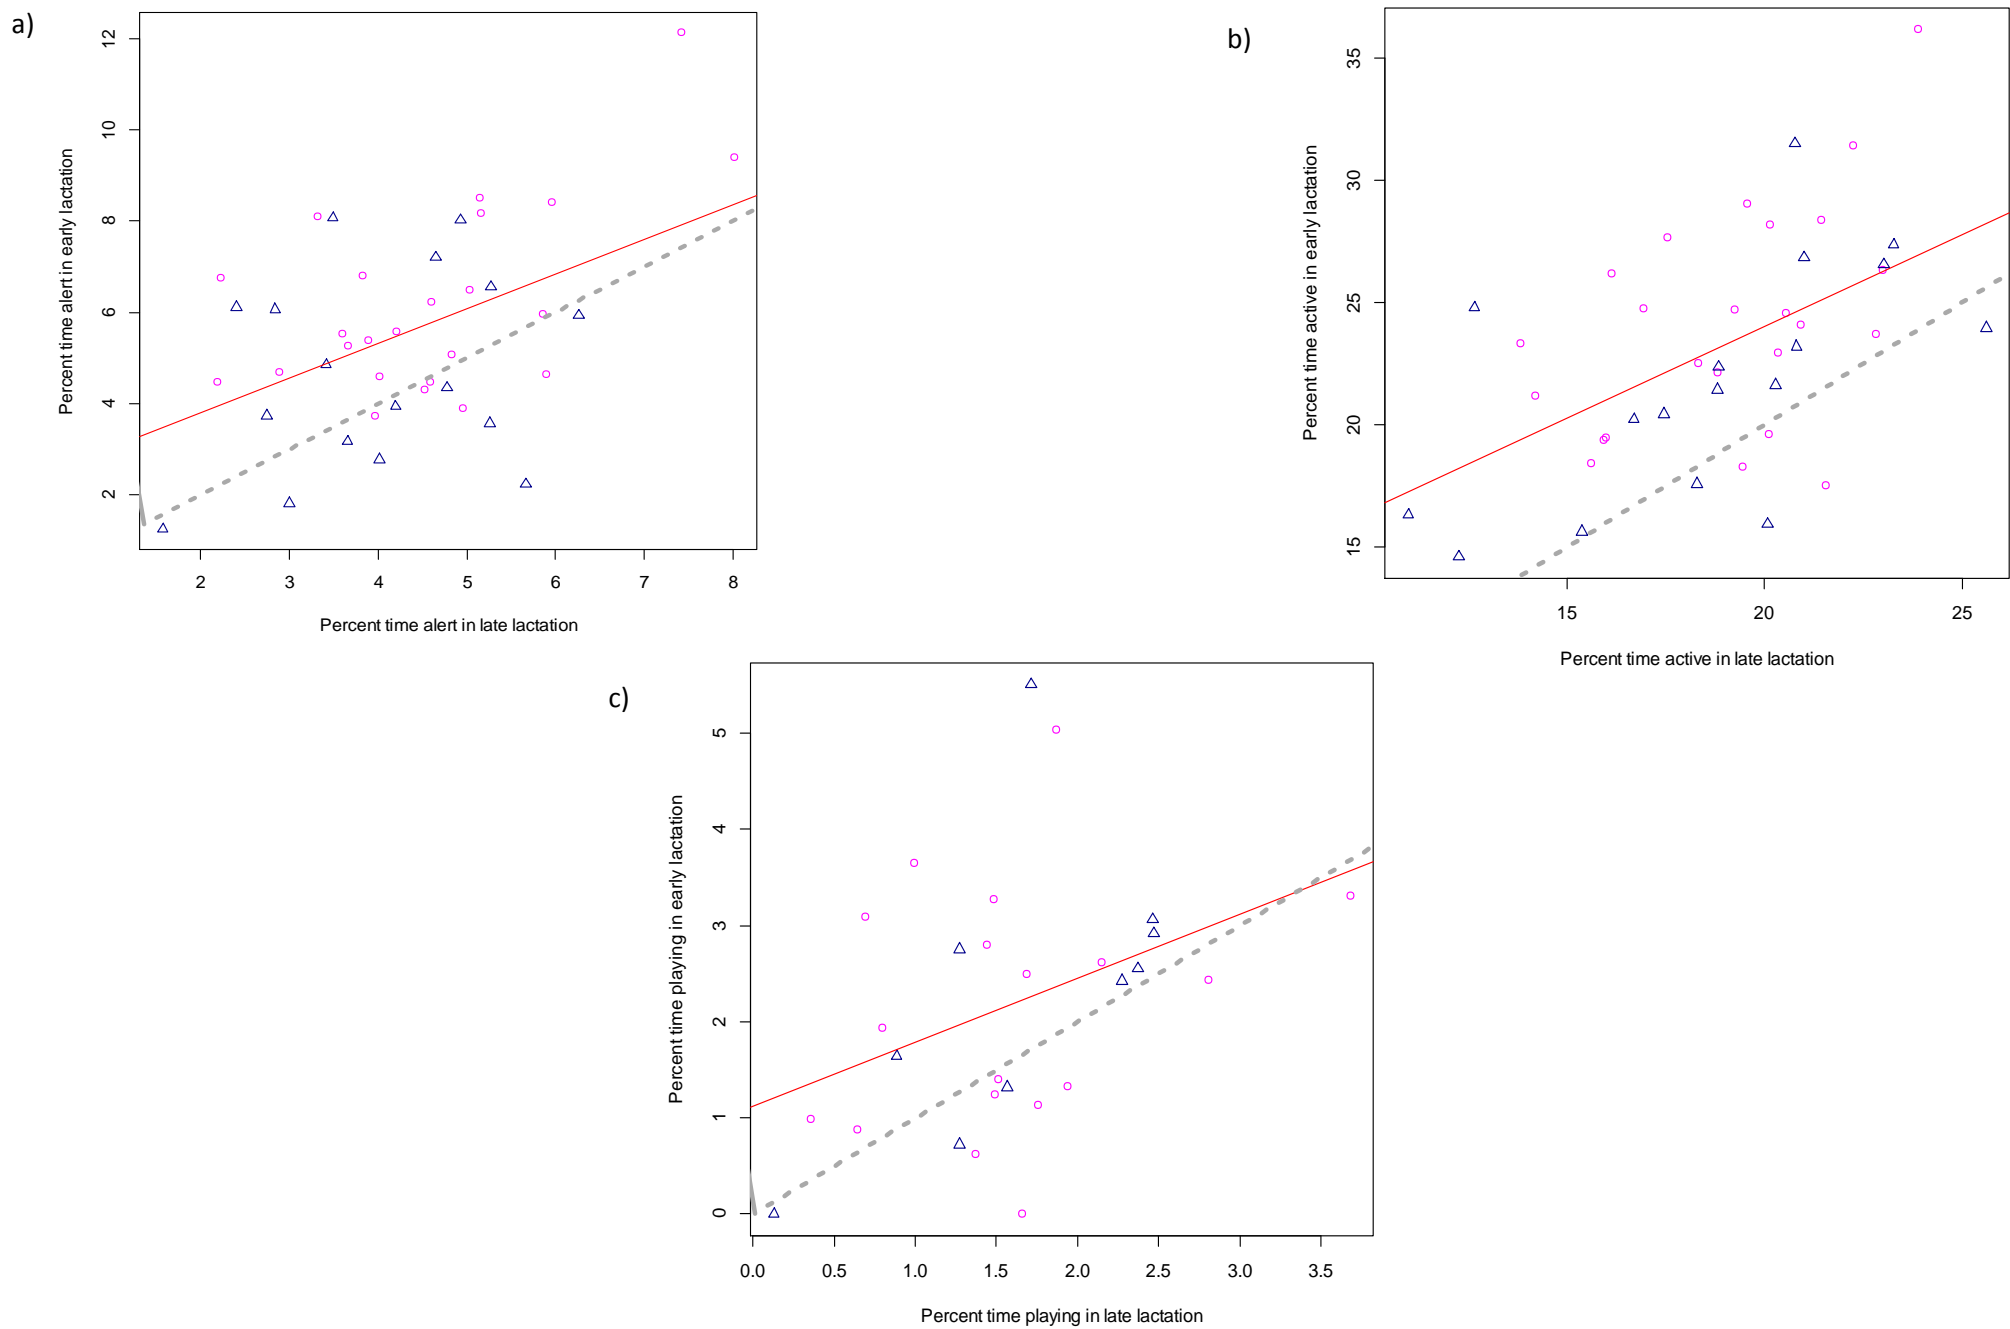 a)
Percent time alert in early lactation
12
10
8
6
4
2
2 3 4 5 6 7 8
Percent time alert in late lactation
b)
Percent time active in early lactation
35
30
25
20
15
15 20 25
Percent time active in late lactation
c)
Percent time playing in early lactation
5
4
3
2
1
0
0.0 0.5 1.0 1.5 2.0 2.5 3.0 3.5
Percent time playing in late lactation